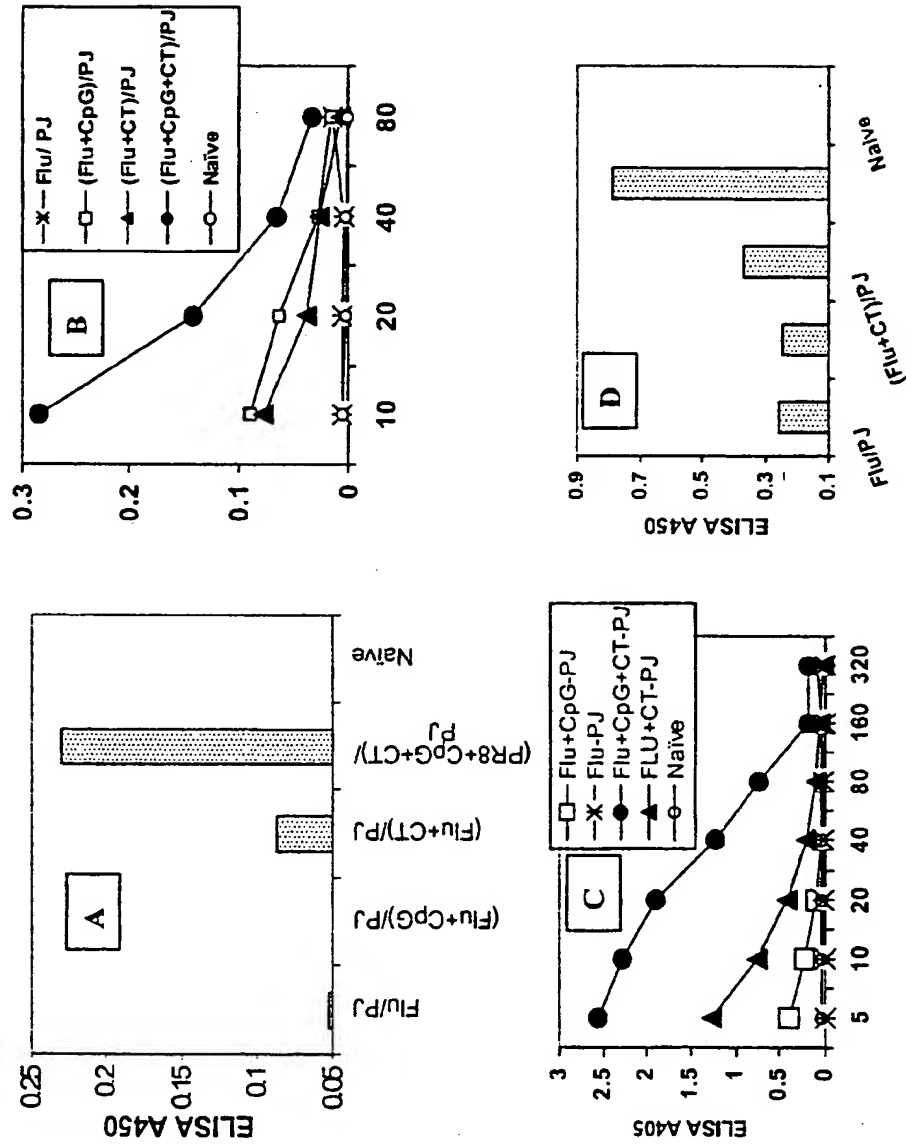 A
ELISA A450
0.25
0.2
0.15
0.1
0.05
Flu/PJ
(Flu+CpG)/PJ
(Flu+CT)/PJ
(PR8+CpG+CT)/
PJ
Naïve
B
Flu/ PJ
(Flu+CpG)/PJ
(Flu+CT)/PJ
(Flu+CpG+CT)/PJ
Naïve
0.3
0.2
0.1
0
10
20
40
80
C
ELISA A405
3
2.5
2
1.5
1
0.5
0
Flu+CpG-PJ
Flu-PJ
Flu+CpG+CT-PJ
FLU+CT-PJ
Naïve
5
10
20
40
80
160
320
D
ELISA A450
0.9
0.7
0.5
0.3
0.1
Flu/PJ
(Flu+CT)/PJ
Naive